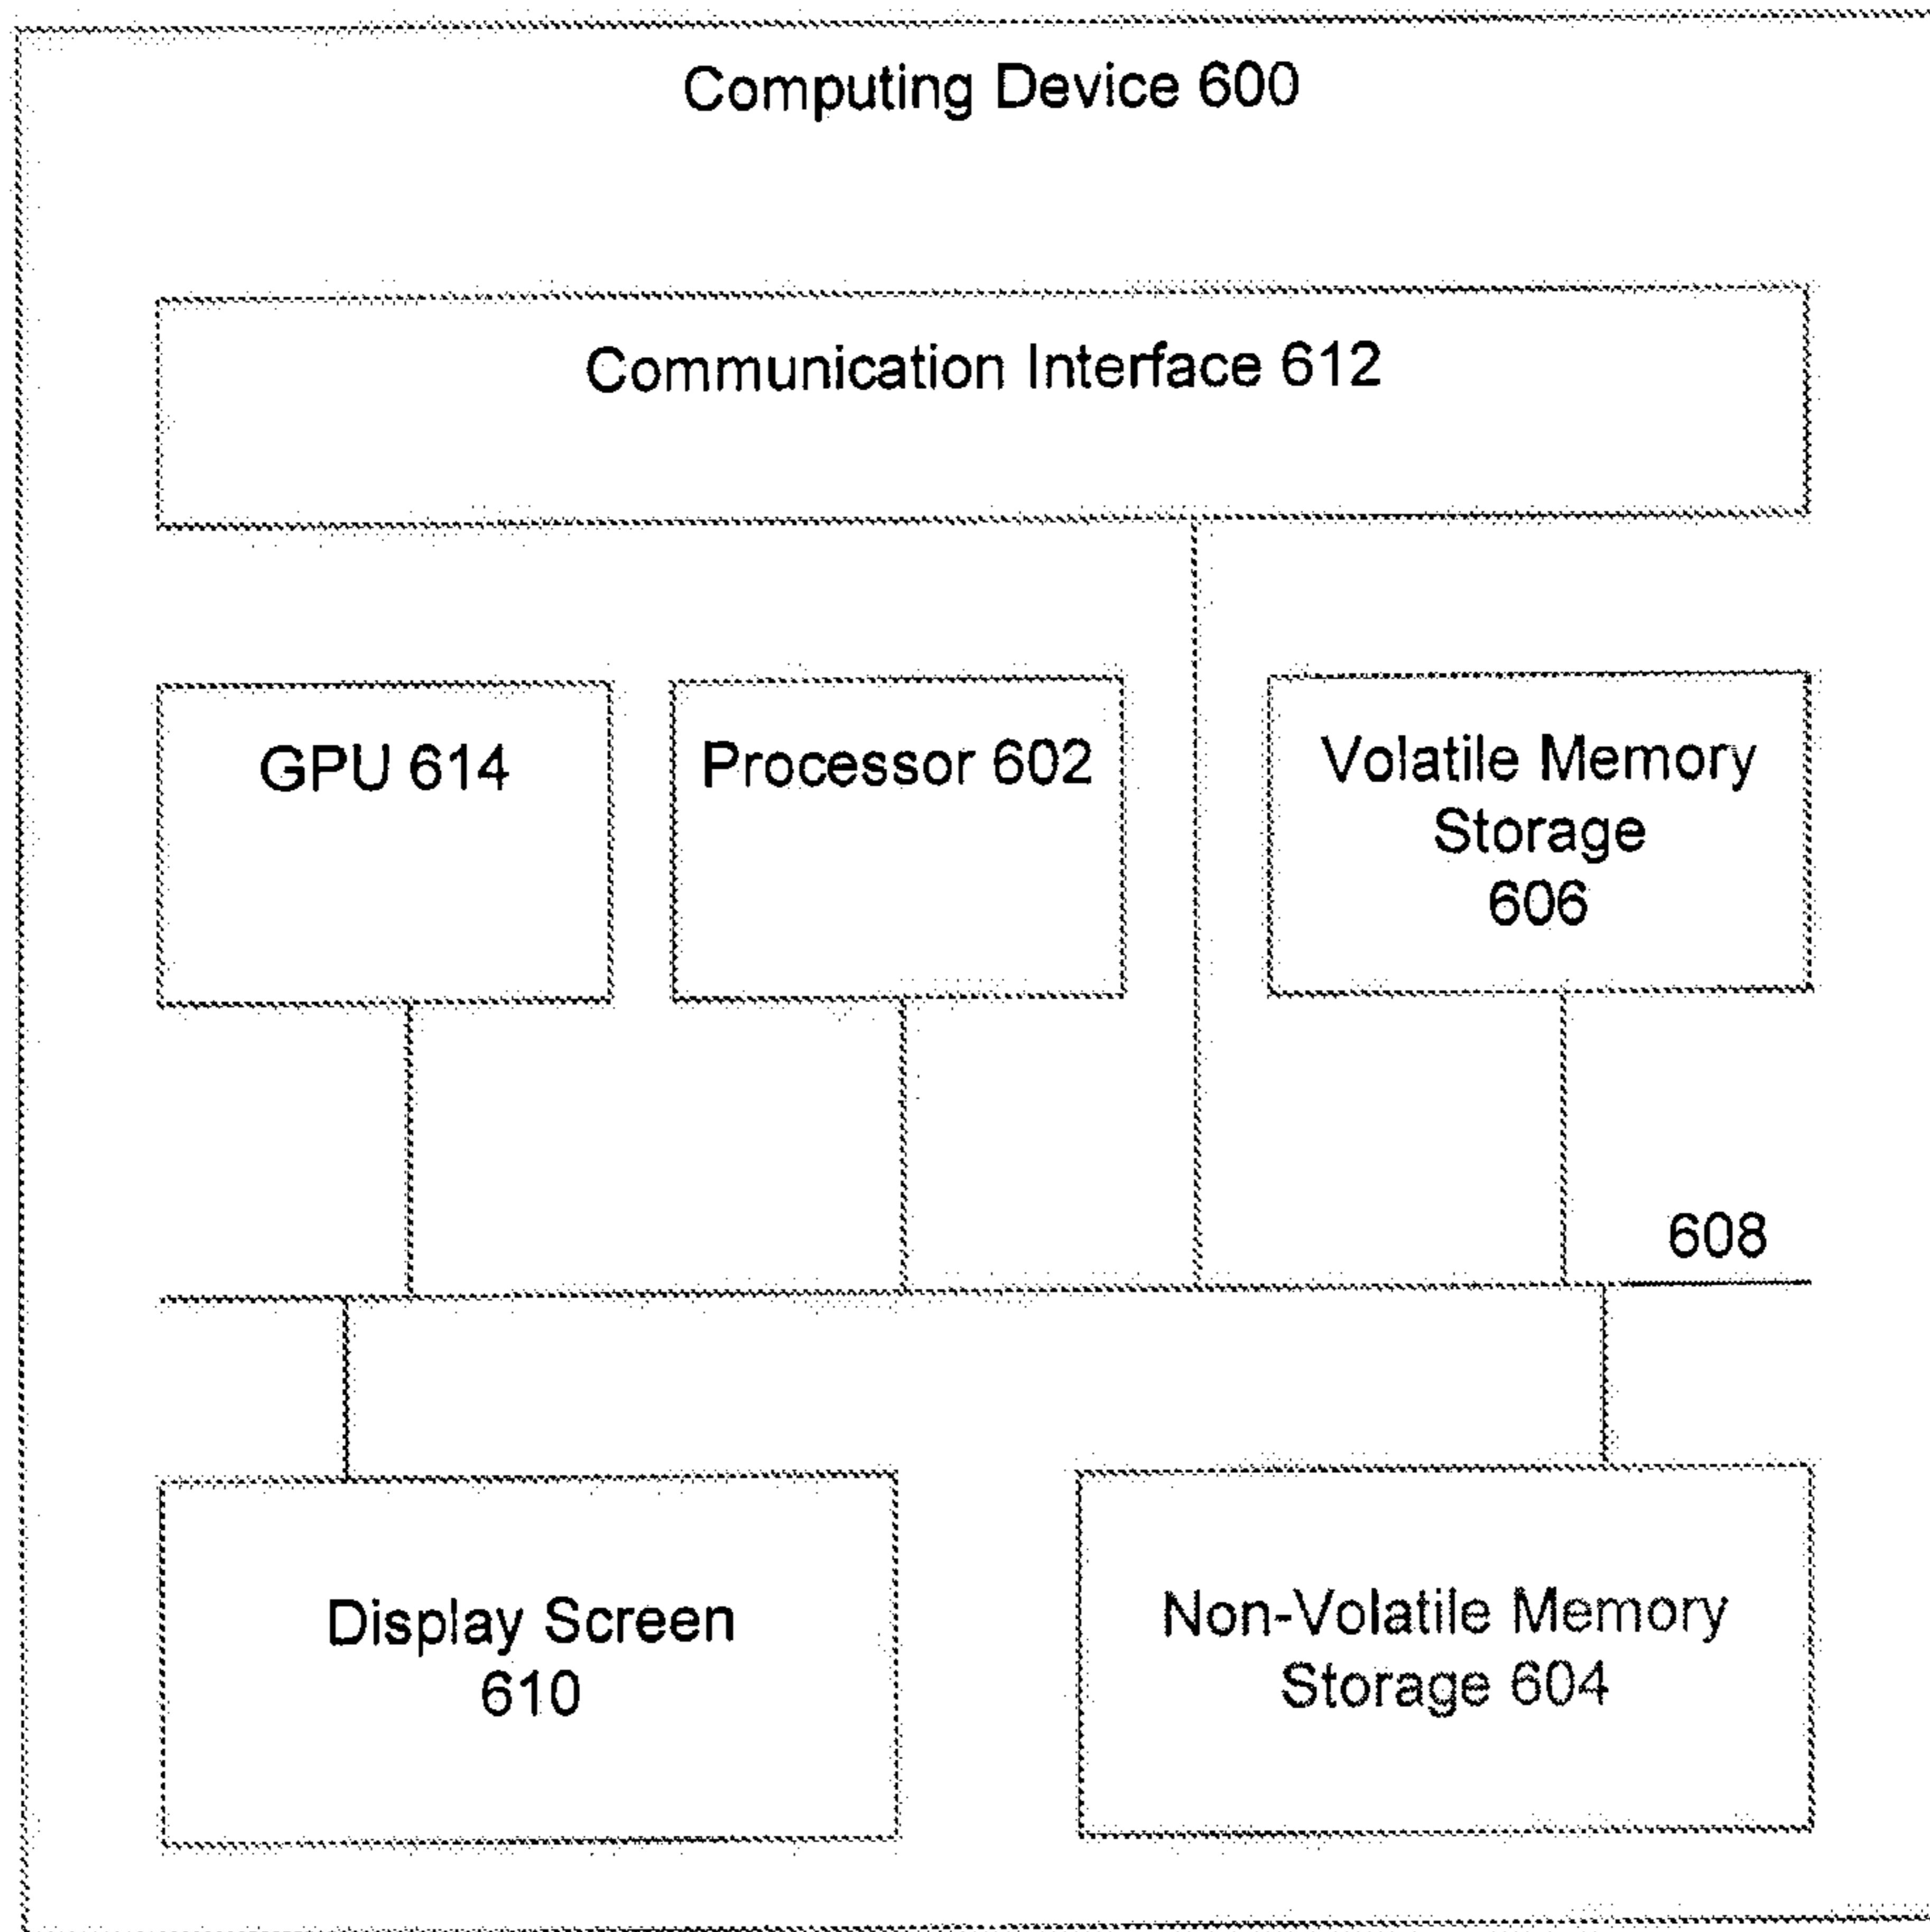 Computing Device 600
Communication Interface 612
GPU 614
Processor 602
Volatile Memory
Storage
606
608
Display Screen
610
Non-Volatile Memory
Storage 604